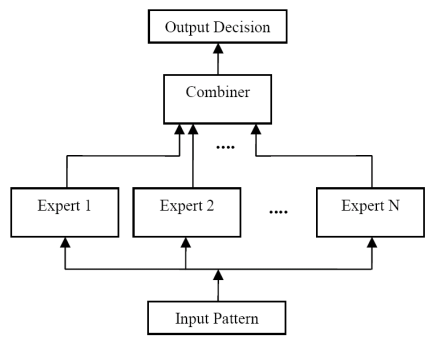 Output Decision
Combiner
....
Expert 1
Expert 2
....
Expert N
Input Pattern